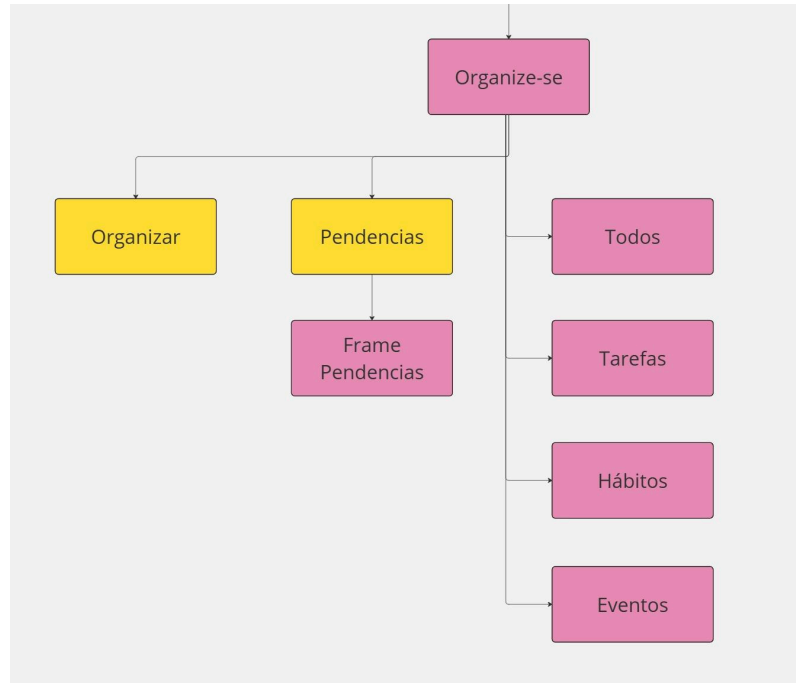 Organize-se
Organizar
Pendencias
Todos
Frame
Pendencias
Tarefas
Hábitos
Eventos